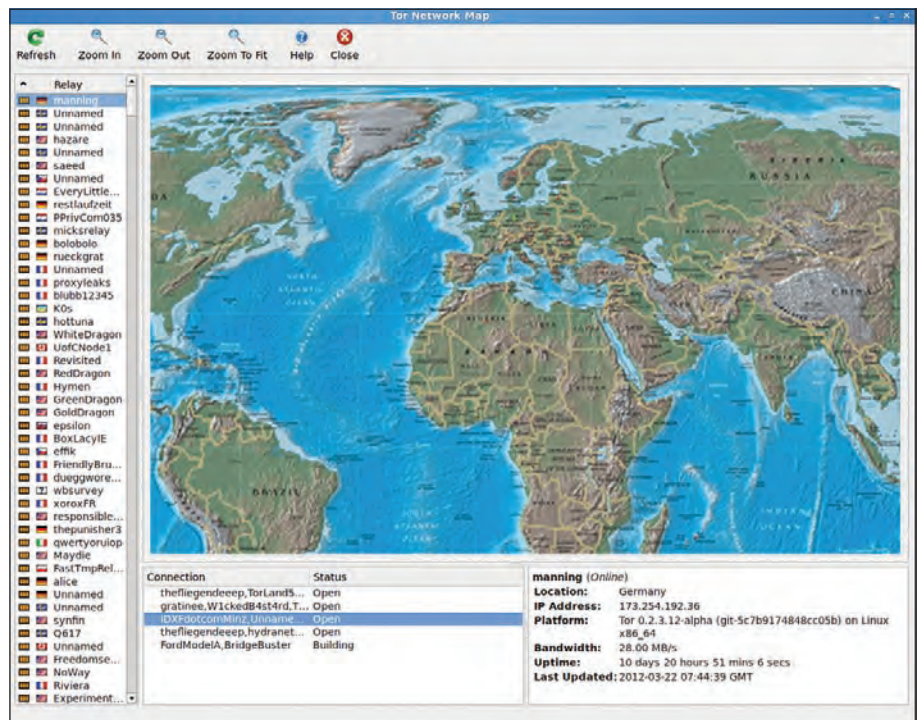 Tor Network Map
Refresh Zoom In Zoom Out Zoom To Fit Help Close
Relay
manning
Unnamed
Unnamed
hazare
Unnamed
saeed
Unnamed
EveryLittle...
restlaufzeit
PPrivCom035
micksrelay
bolobolo
rueckgrat
Unnamed
proxyleaks
blubb12345
K0s
hottuna
WhiteDragon
UofCNode1
Revisited
RedDragon
Hymen
GreenDragon
GoldDragon
epsilon
BoxLacyIE
effik
FriendlyBru...
dueggwore...
wbsurvey
xoroxFR
responsible...
thepunisher3
qwertyoruiop
Maydie
FastTmpRel...
alice
Unnamed
Unnamed
synfin
Q617
Unnamed
Freedomse...
NoWay
Riviera
Experiment...
RUSSIA
CHINA
NORTH
ATLANTIC
OCEAN
BRAZIL
INDIAN
Connection Status
thefliegendeeep,TorLand5... Open
gratinee,W1ckedB4st4rd,T... Open
iDXFdotcomMinz,Unname... Open
thefliegendeeep,hydranet... Open
FordModelA,BridgeBuster Building
manning (Online)
Location: Germany
IP Address: 173.254.192.36
Platform: Tor 0.2.3.12-alpha (git-5c7b9174848cc05b) on Linux
x86_64
Bandwidth: 28.00 MB/s
Uptime: 10 days 20 hours 51 mins 6 secs
Last Updated: 2012-03-22 07:44:39 GMT